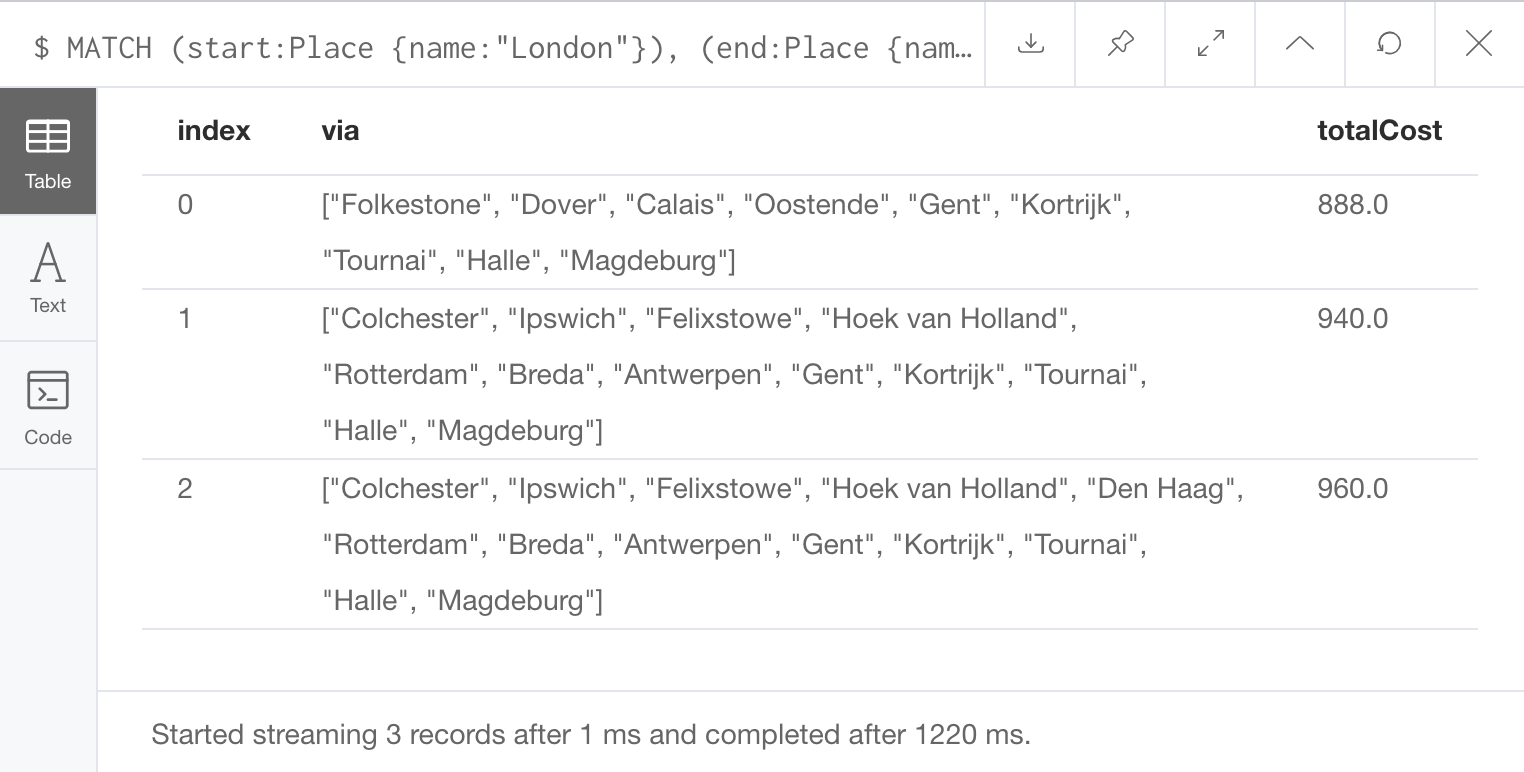 $ MATCH (start:Place {name:"London"}), (end:Place {nam…
Table
Text
Code
index via totalCost
0 ["Folkestone", "Dover", "Calais", "Oostende", "Gent", "Kortrijk", 888.0
"Tournai", "Halle", "Magdeburg"]
1 ["Colchester", "Ipswich", "Felixstowe", "Hoek van Holland", 940.0
"Rotterdam", "Breda", "Antwerpen", "Gent", "Kortrijk", "Tournai",
"Halle", "Magdeburg"]
2 ["Colchester", "Ipswich", "Felixstowe", "Hoek van Holland", "Den Haag", 960.0
"Rotterdam", "Breda", "Antwerpen", "Gent", "Kortrijk", "Tournai",
"Halle", "Magdeburg"]
Started streaming 3 records after 1 ms and completed after 1220 ms.